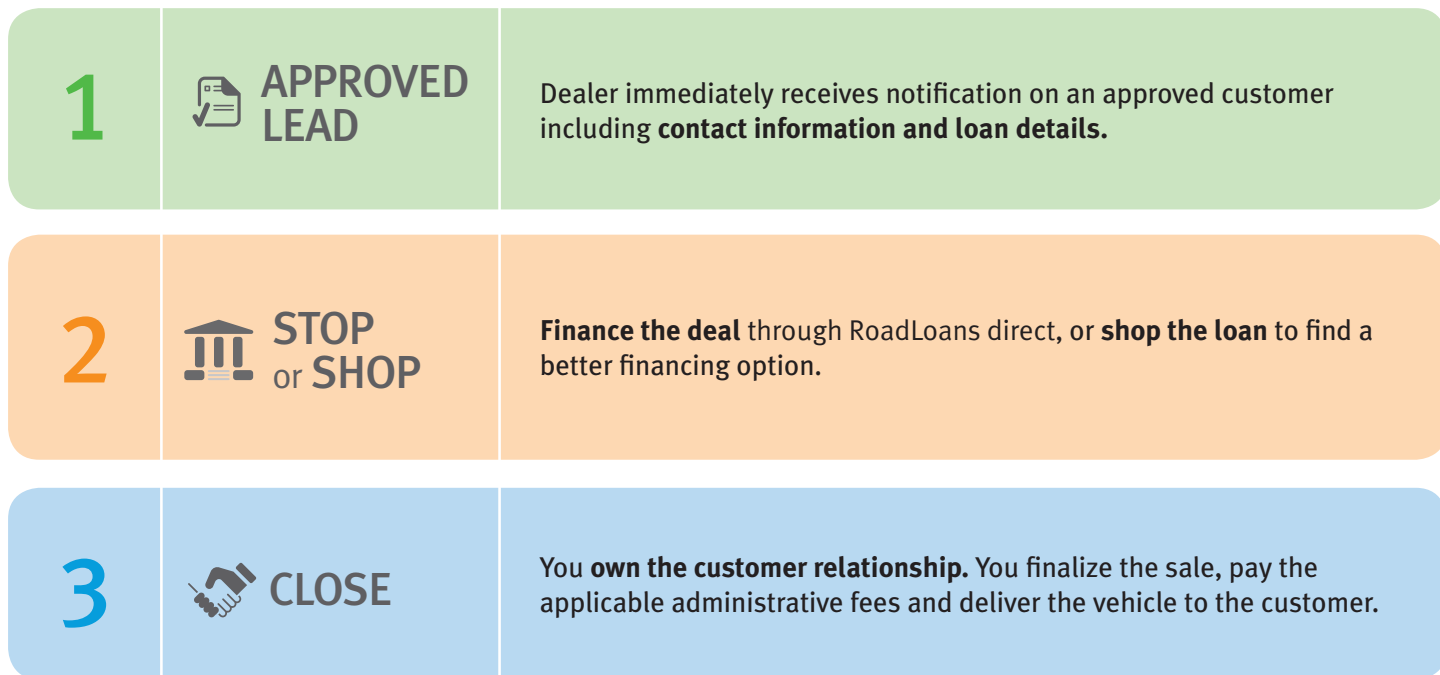 1
APPROVED
LEAD
Dealer immediately receives notification on an approved customer
including contact information and loan details.
2
STOP
or SHOP
Finance the deal through RoadLoans direct, or shop the loan to find a
better financing option.
3
CLOSE
You own the customer relationship. You finalize the sale, pay the
applicable administrative fees and deliver the vehicle to the customer.